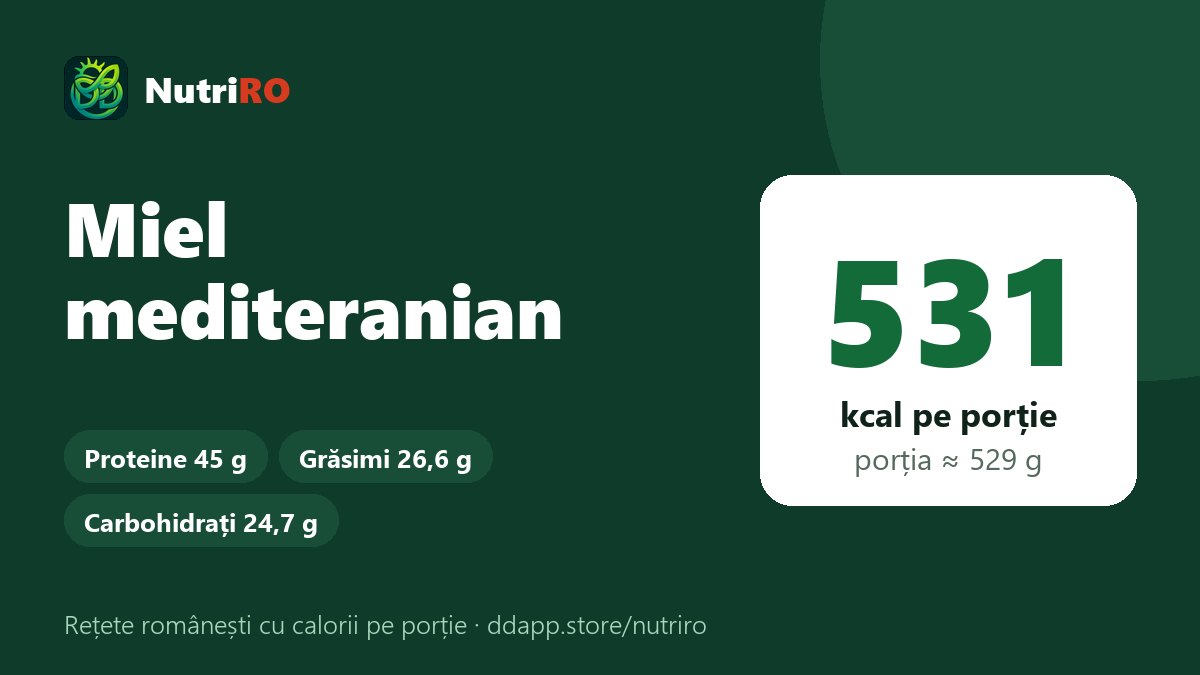 NutriRO
Miel
mediteranian
531
kcal pe porție
porția ≈ 529 g
Proteine 45 g
Grăsimi 26,6 g
Carbohidrați 24,7 g
Rețete românești cu calorii pe porție · ddapp.store/nutriro